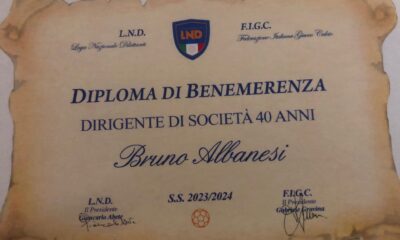 L.N.D. F.I.G.C.
Lega Nazionale Dilettanti LND Federazione Italiana Giuoco Calcio
DIPLOMA DI BENEMERENZA
DIRIGENTE DI SOCIETÀ 40 ANNI
Bruno Albanesi
S.S. 2023/2024
L.N.D. F.I.G.C.
Il Presidente Il Presidente
Giancarlo Abete Gabriele Gravina